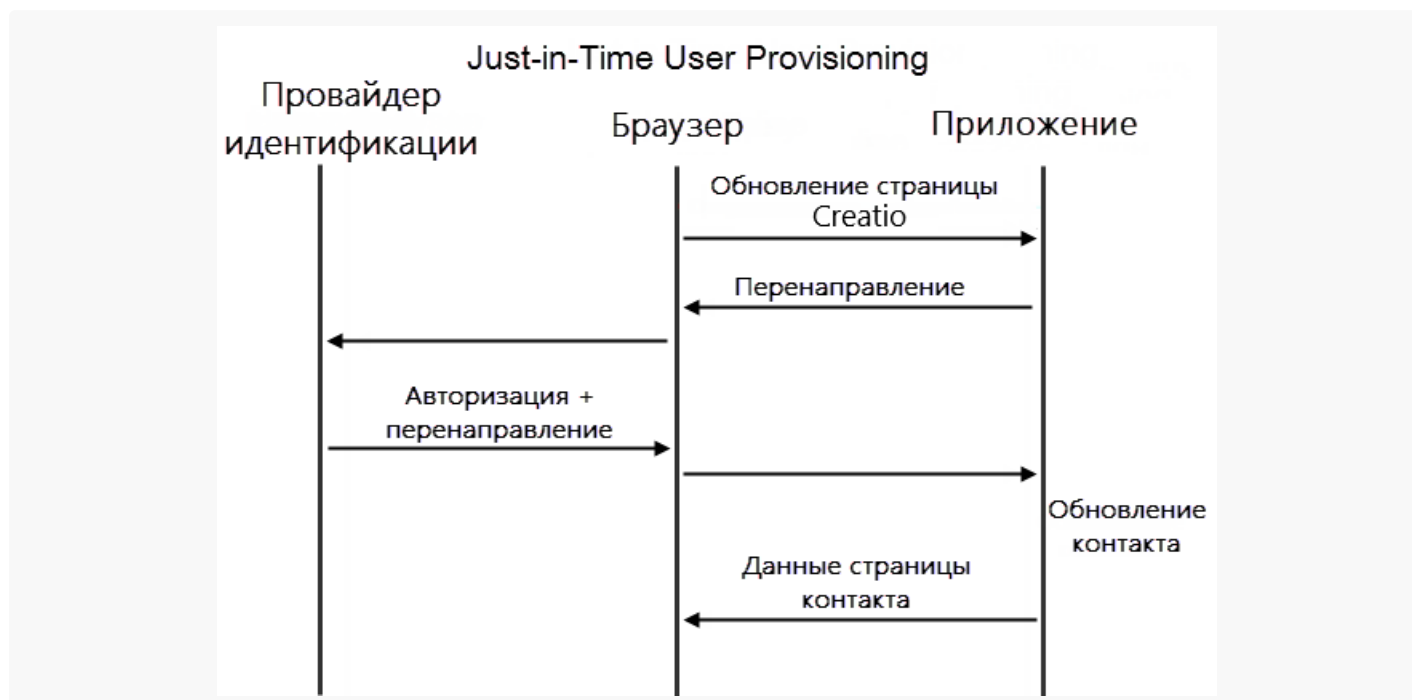 Just-in-Time User Provisioning
Провайдер
идентификации
Браузер
Приложение
Обновление страницы
Creatio
Перенаправление
Авторизация +
перенаправление
Обновление
контакта
Данные страницы
контакта